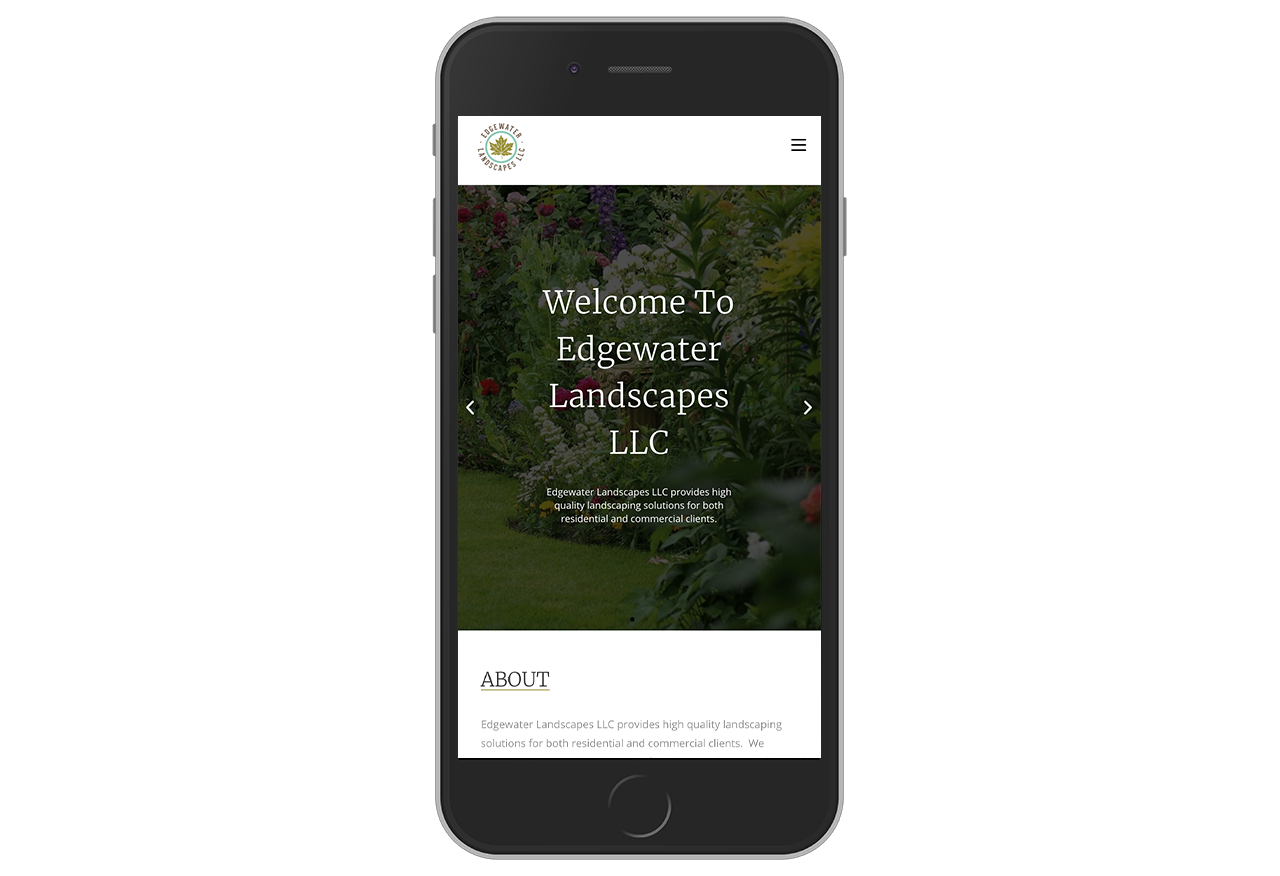 EDGEWATER
LANDSCAPES LLC
Welcome To
Edgewater
Landscapes
LLC
Edgewater Landscapes LLC provides high
quality landscaping solutions for both
residential and commercial clients.
ABOUT
Edgewater Landscapes LLC provides high quality landscaping
solutions for both residential and commercial clients.  We